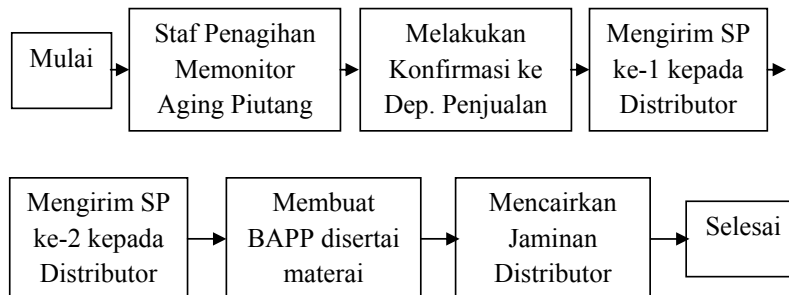 Mulai
Staf Penagihan
Memonitor
Aging Piutang
Melakukan
Konfirmasi ke
Dep. Penjualan
Mengirim SP
ke-1 kepada
Distributor
Mengirim SP
ke-2 kepada
Distributor
Membuat
BAPP disertai
materai
Mencairkan
Jaminan
Distributor
Selesai